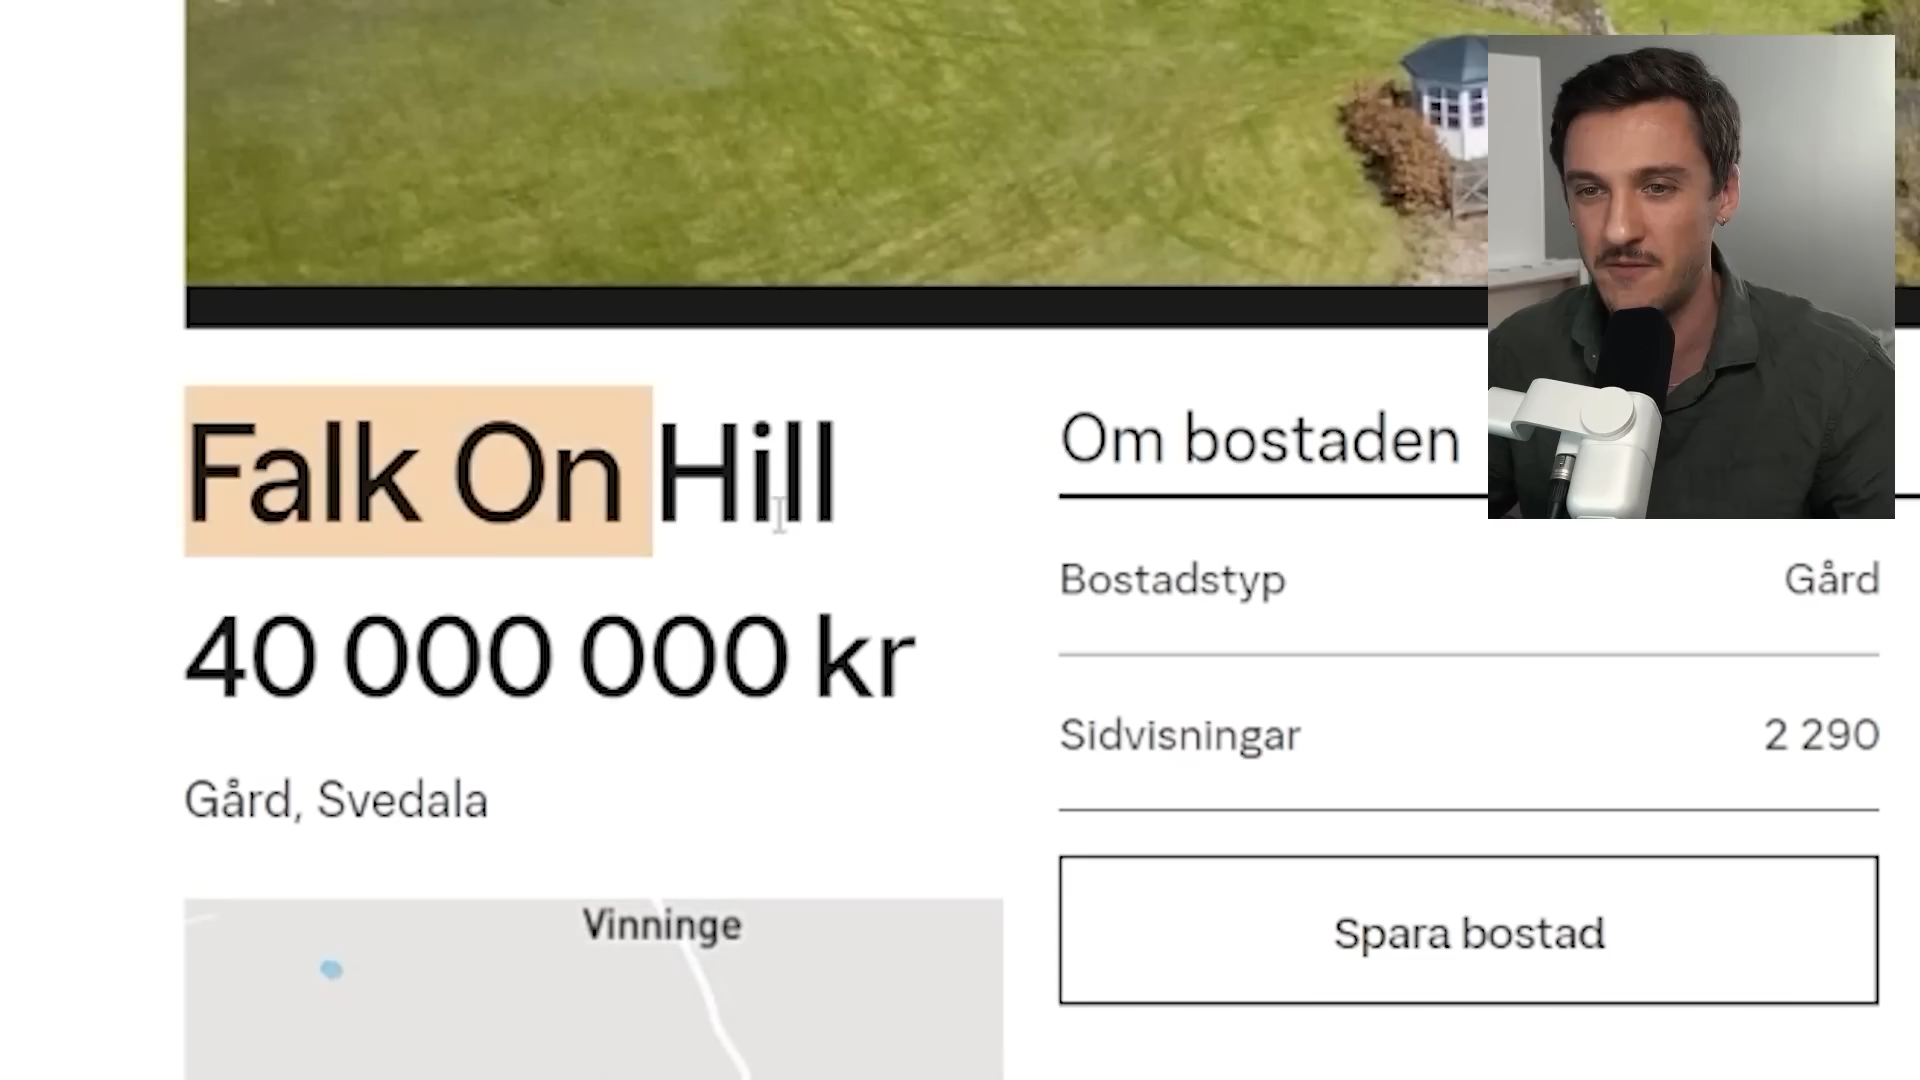 Falk On Hill
40 000 000 kr
Gård, Svedala
Vinninge
Om bostaden
Bostadstyp Gård
Sidvisningar 2 290
Spara bostad